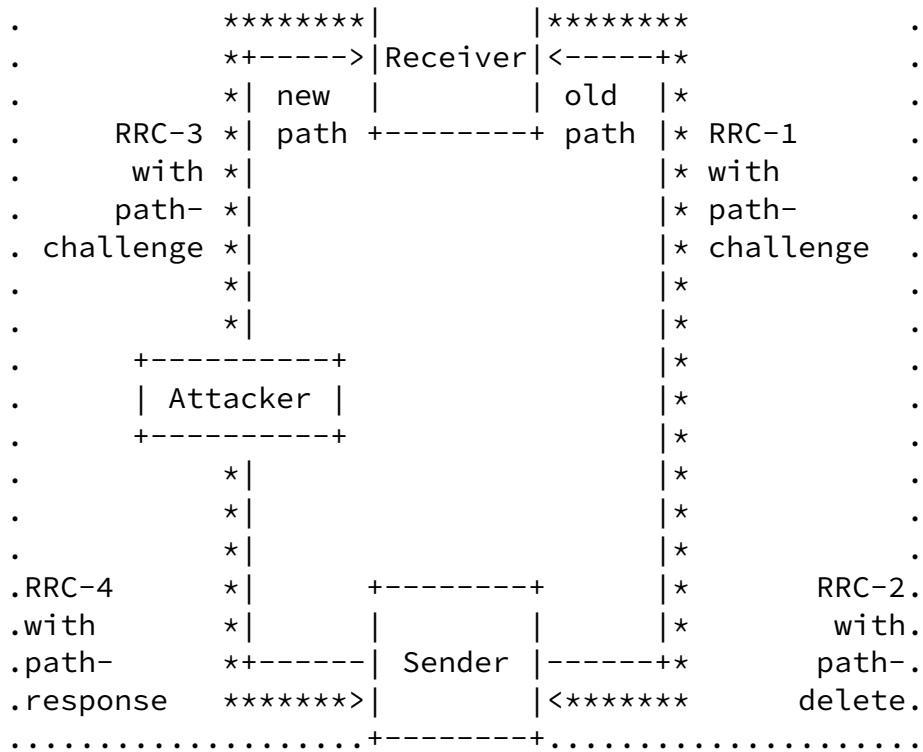 .           ********|        |********            .
.           *+----->|Receiver|<-----+*            .
.           *| new  |        | old  |*            .
.     RRC-3 *| path +--------+ path |* RRC-1      .
.      with *|                      |* with       .
.     path- *|                      |* path-      .
. challenge *|                      |* challenge  .
.           *|                      |*            .
.           *|                      |*            .
.      +----------+                 |*            .
.      | Attacker |                 |*            .
.      +----------+                 |*            .
.           *|                      |*            .
.           *|                      |*            .
.           *|                      |*            .
.RRC-4      *|      +--------+      |*       RRC-2.
.with       *|      |        |      |*        with.
.path-      *+------| Sender |------+*       path-.
.response   *******>|        |<*******      delete.
....................+--------+.....................